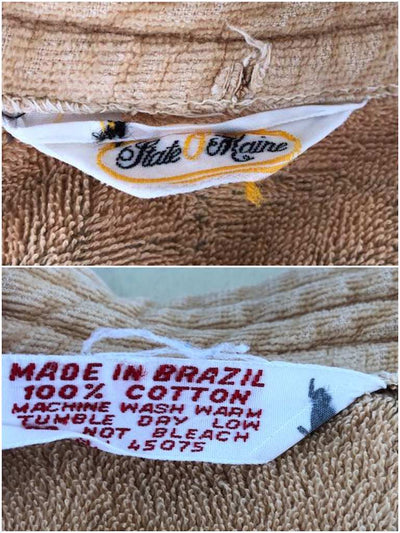 State O Maine
MADE IN BRAZIL
100% COTTON
MACHINE WASH WARM
TUMBLE DRY LOW
NOT BLEACH
45075